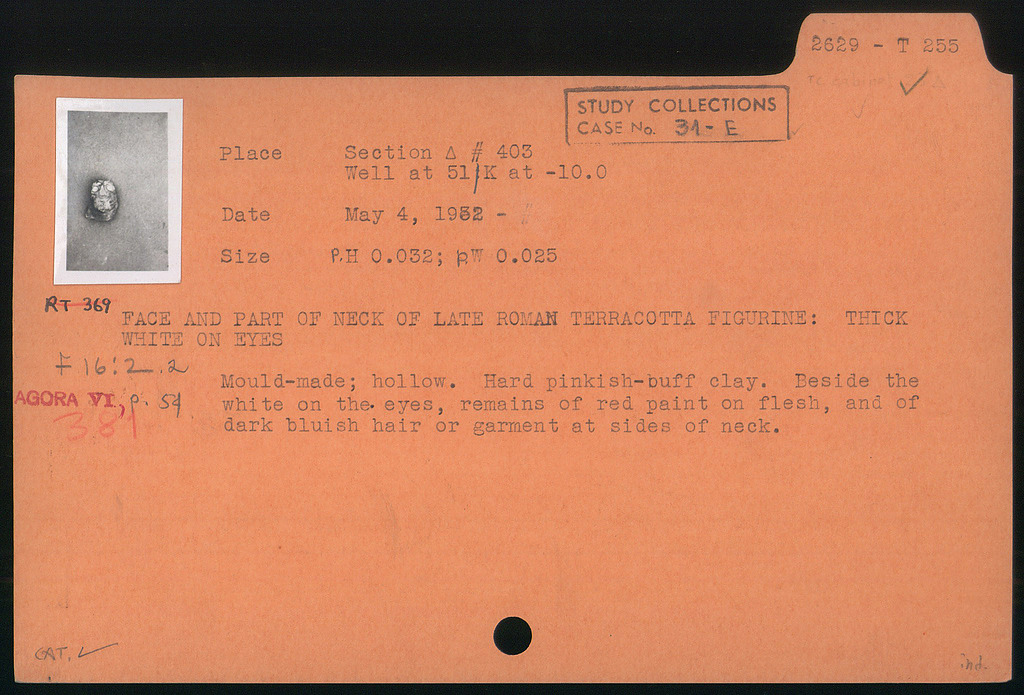 2629 - T 255
STUDY COLLECTIONS
CASE No. 31-E
Place Section Δ # 403
Well at 51/K at -10.0
Date May 4, 1932 -
Size P.H 0.032; p.W 0.025
RT 369
FACE AND PART OF NECK OF LATE ROMAN TERRACOTTA FIGURINE: THICK
WHITE ON EYES
F 16:2 .2
Mould-made; hollow. Hard pinkish-buff clay. Beside the
AGORA VI, p. 54
white on the eyes, remains of red paint on flesh, and of
381
dark bluish hair or garment at sides of neck.
CAT. ✓
ind.